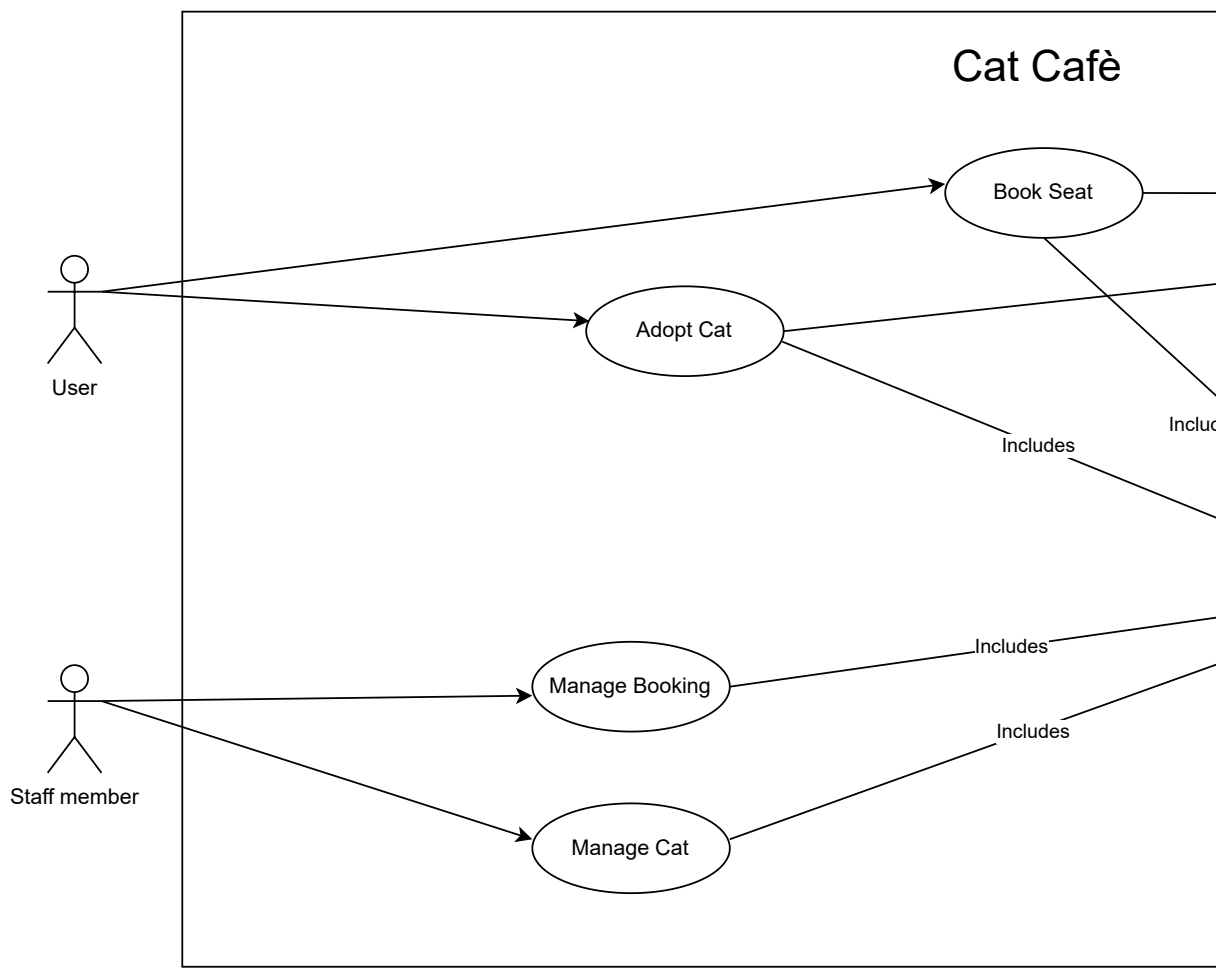 Cat Cafè
Book Seat
Adopt Cat
User
Includes
Includes
Manage Booking
Includes
Staff member
Manage Cat